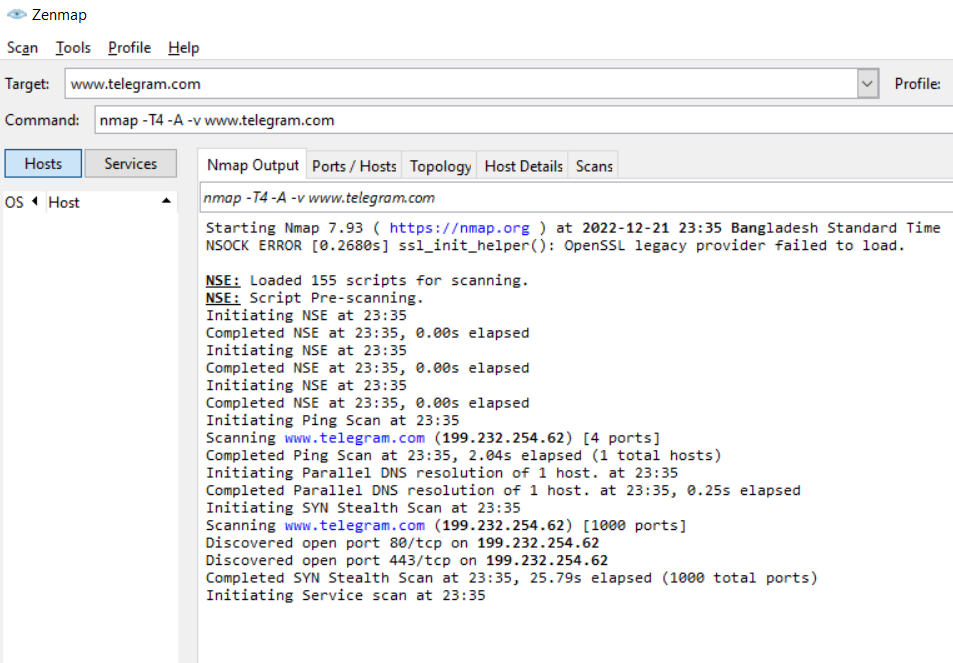 Zenmap
Scan Tools Profile Help
Target: www.telegram.com Profile:
Command: nmap -T4 -A -v www.telegram.com
Hosts Services Nmap Output Ports / Hosts Topology Host Details Scans
OS Host nmap -T4 -A -v www.telegram.com
Starting Nmap 7.93 ( https://nmap.org ) at 2022-12-21 23:35 Bangladesh Standard Time
NSOCK ERROR [0.2680s] ssl_init_helper(): OpenSSL legacy provider failed to load.
NSE: Loaded 155 scripts for scanning.
NSE: Script Pre-scanning.
Initiating NSE at 23:35
Completed NSE at 23:35, 0.00s elapsed
Initiating NSE at 23:35
Completed NSE at 23:35, 0.00s elapsed
Initiating NSE at 23:35
Completed NSE at 23:35, 0.00s elapsed
Initiating Ping Scan at 23:35
Scanning www.telegram.com (199.232.254.62) [4 ports]
Completed Ping Scan at 23:35, 2.04s elapsed (1 total hosts)
Initiating Parallel DNS resolution of 1 host. at 23:35
Completed Parallel DNS resolution of 1 host. at 23:35, 0.25s elapsed
Initiating SYN Stealth Scan at 23:35
Scanning www.telegram.com (199.232.254.62) [1000 ports]
Discovered open port 80/tcp on 199.232.254.62
Discovered open port 443/tcp on 199.232.254.62
Completed SYN Stealth Scan at 23:35, 25.79s elapsed (1000 total ports)
Initiating Service scan at 23:35